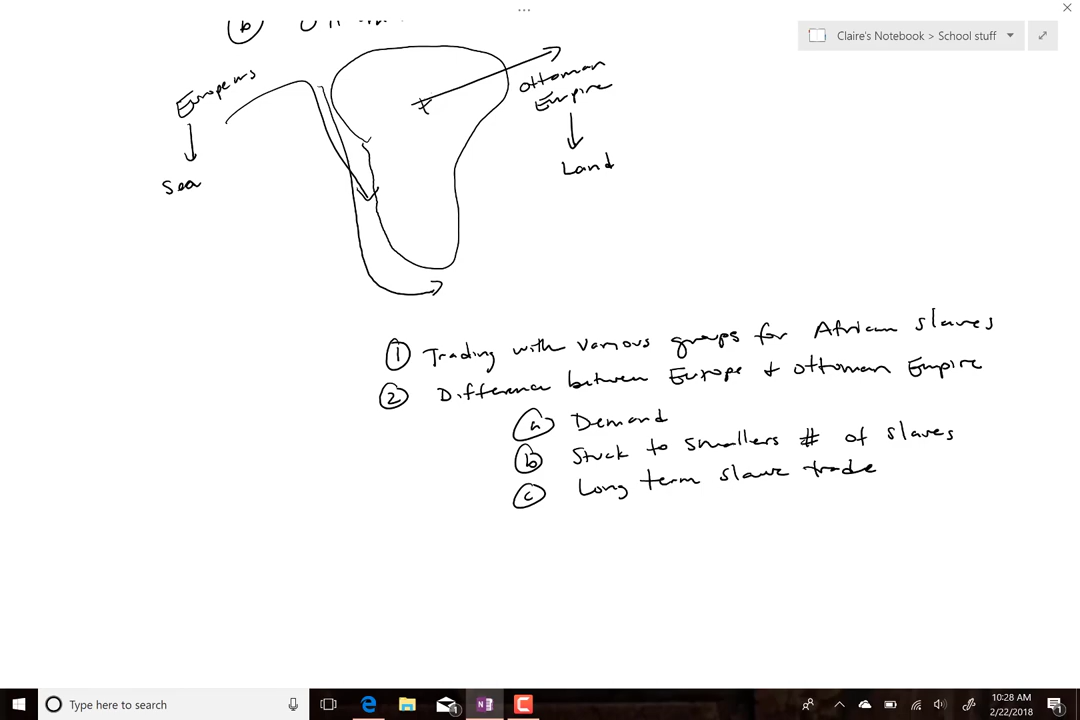 Claire's Notebook > School stuff
(b)
Europeans
↓
Sea
Ottoman
Empire
↓
Land
① Trading with various groups for African slaves
② Difference between Europe + Ottoman Empire
ⓐ Demand
ⓑ Stuck to smallers # of slaves
ⓒ Long term slave trade
Type here to search
10:28 AM
2/22/2018